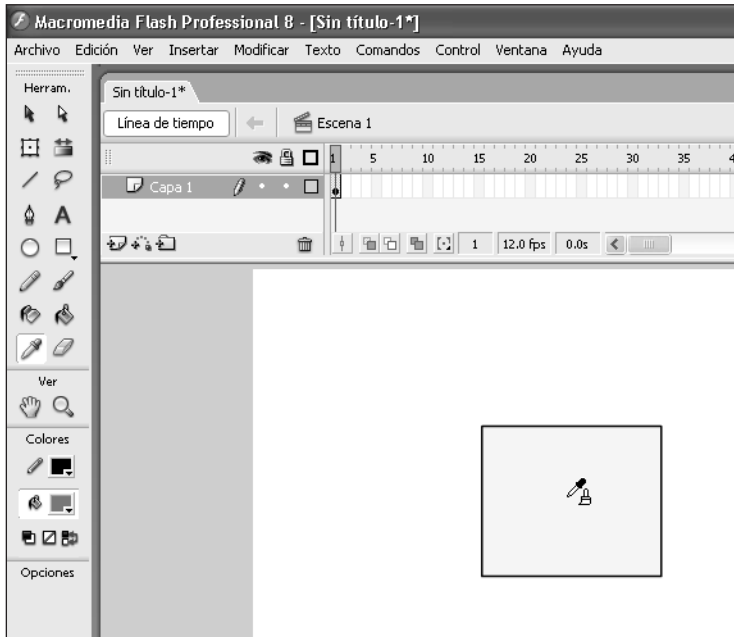 Macromedia Flash Professional 8 - [Sin título-1*]
Archivo Edición Ver Insertar Modificar Texto Comandos Control Ventana Ayuda
Herram.
Sin título-1*
Línea de tiempo
Escena 1
1 5 10 15 20 25 30 35 4
Capa 1
1 12.0 fps 0.0s
A
Ver
Colores
Opciones